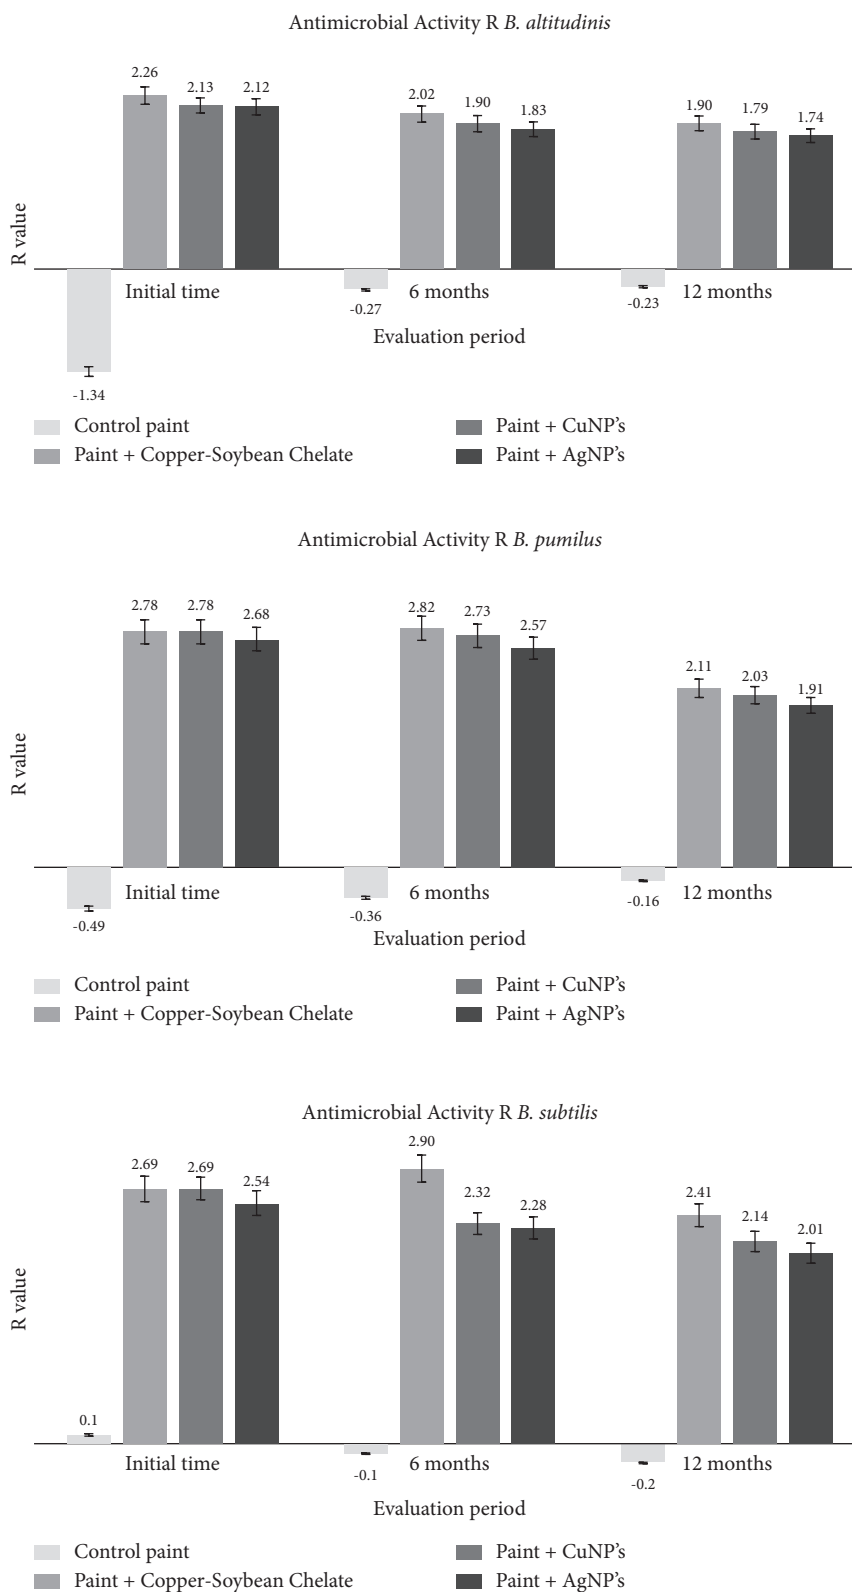 Antimicrobial Activity R B. altitudinis
2.26
2.13
2.12
2.02
1.90
1.83
1.90
1.79
1.74
R value
Initial time
6 months
12 months
-0.27
-0.23
Evaluation period
-1.34
Control paint
Paint + CuNP's
Paint + Copper-Soybean Chelate
Paint + AgNP's
Antimicrobial Activity R B. pumilus
2.78
2.78
2.68
2.82
2.73
2.57
2.11
2.03
1.91
R value
Initial time
6 months
12 months
-0.49
-0.36
-0.16
Evaluation period
Control paint
Paint + CuNP's
Paint + Copper-Soybean Chelate
Paint + AgNP's
Antimicrobial Activity R B. subtilis
2.69
2.69
2.54
2.90
2.32
2.28
2.41
2.14
2.01
R value
0.1
Initial time
6 months
12 months
-0.1
-0.2
Evaluation period
Control paint
Paint + CuNP's
Paint + Copper-Soybean Chelate
Paint + AgNP's